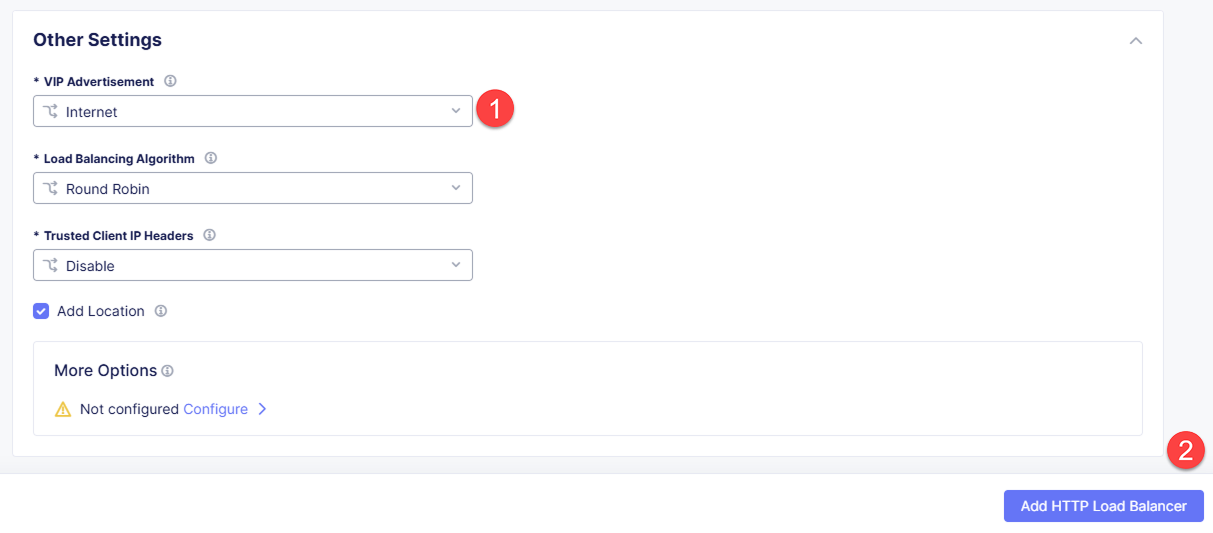 Other Settings
* VIP Advertisement
Internet
1
* Load Balancing Algorithm
Round Robin
* Trusted Client IP Headers
Disable
Add Location
More Options
Not configured Configure
2
Add HTTP Load Balancer